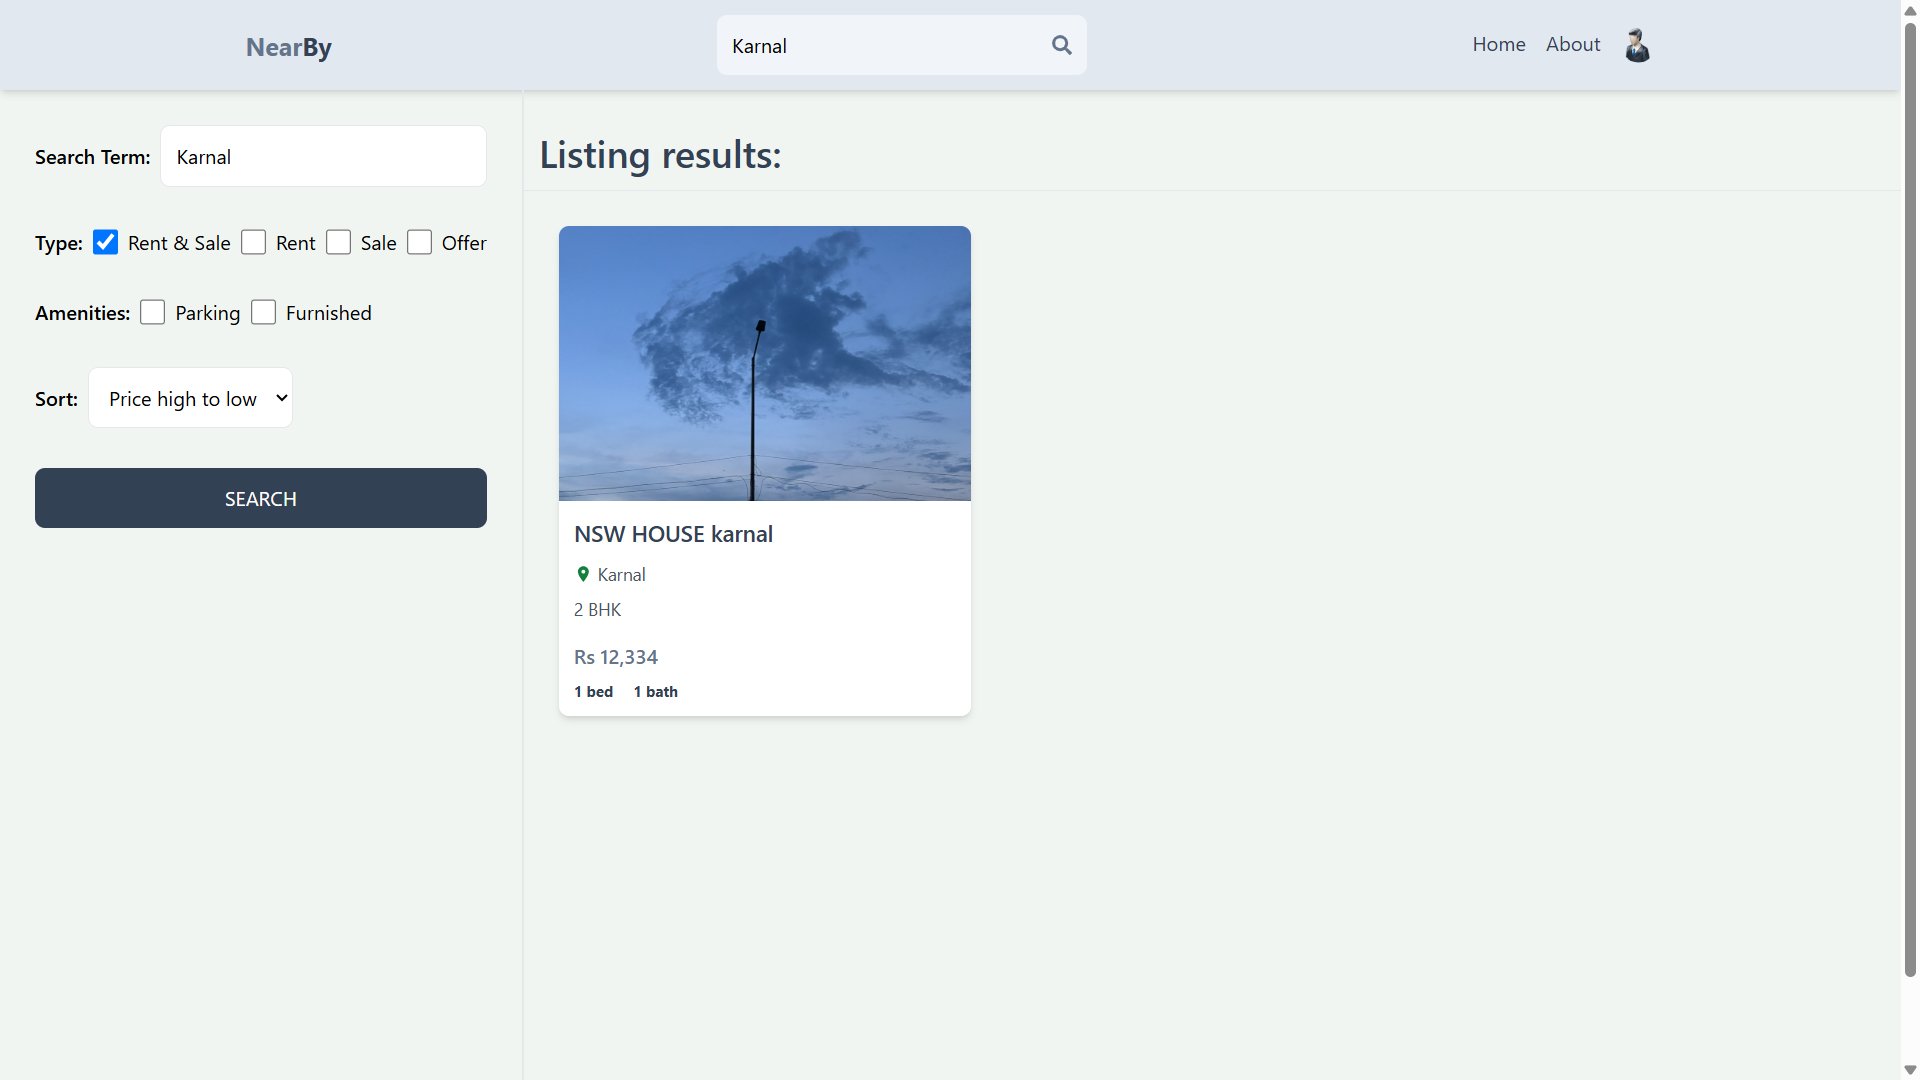 NearBy
Karnal
Home About
Search Term: Karnal
Type: Rent & Sale Rent Sale Offer
Amenities: Parking Furnished
Sort: Price high to low
SEARCH
Listing results:
NSW HOUSE karnal
Karnal
2 BHK
Rs 12,334
1 bed 1 bath